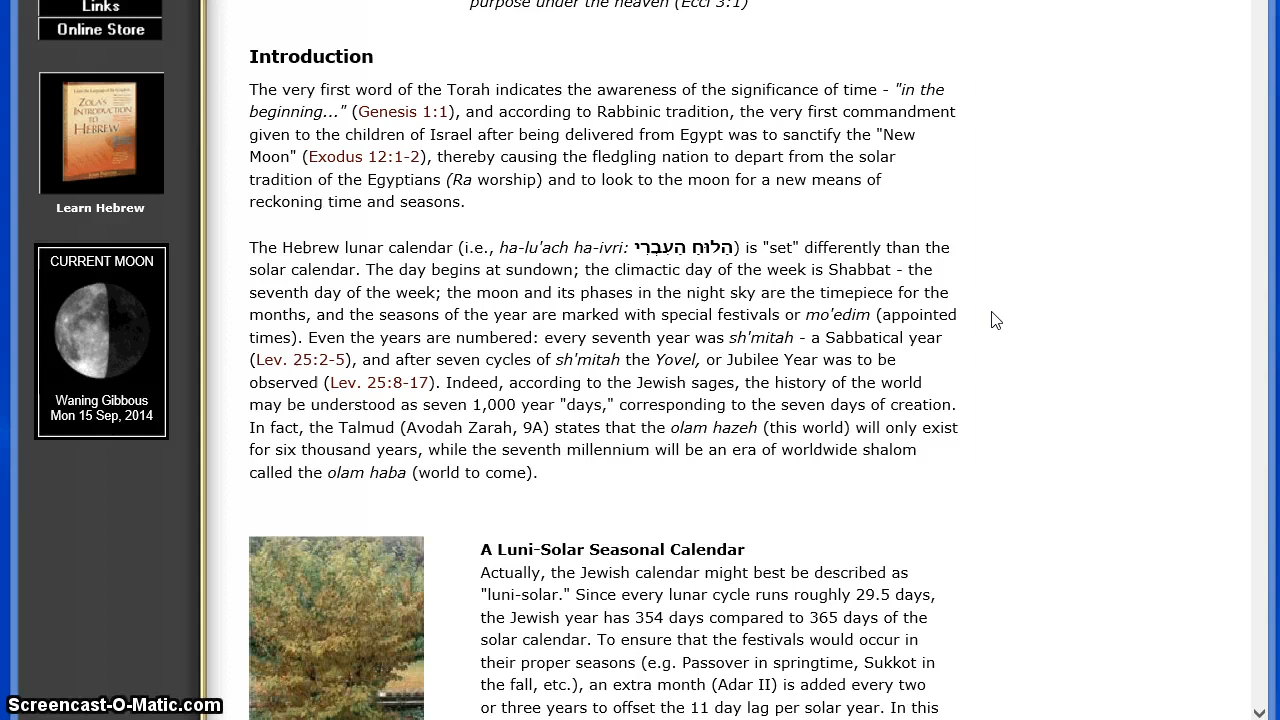 purpose under the heaven (Eccl 3:1)
Links
Online Store
Learn Hebrew
CURRENT MOON
Waning Gibbous
Mon 15 Sep, 2014
Introduction
The very first word of the Torah indicates the awareness of the significance of time - "in the
beginning..." (Genesis 1:1), and according to Rabbinic tradition, the very first commandment
given to the children of Israel after being delivered from Egypt was to sanctify the "New
Moon" (Exodus 12:1-2), thereby causing the fledgling nation to depart from the solar
tradition of the Egyptians (Ra worship) and to look to the moon for a new means of
reckoning time and seasons.
The Hebrew lunar calendar (i.e., ha-lu'ach ha-ivri: הַלּוּחַ הַעִבְרִי) is "set" differently than the
solar calendar. The day begins at sundown; the climactic day of the week is Shabbat - the
seventh day of the week; the moon and its phases in the night sky are the timepiece for the
months, and the seasons of the year are marked with special festivals or mo'edim (appointed
times). Even the years are numbered: every seventh year was sh'mitah - a Sabbatical year
(Lev. 25:2-5), and after seven cycles of sh'mitah the Yovel, or Jubilee Year was to be
observed (Lev. 25:8-17). Indeed, according to the Jewish sages, the history of the world
may be understood as seven 1,000 year "days," corresponding to the seven days of creation.
In fact, the Talmud (Avodah Zarah, 9A) states that the olam hazeh (this world) will only exist
for six thousand years, while the seventh millennium will be an era of worldwide shalom
called the olam haba (world to come).
A Luni-Solar Seasonal Calendar
Actually, the Jewish calendar might best be described as
"luni-solar." Since every lunar cycle runs roughly 29.5 days,
the Jewish year has 354 days compared to 365 days of the
solar calendar. To ensure that the festivals would occur in
their proper seasons (e.g. Passover in springtime, Sukkot in
the fall, etc.), an extra month (Adar II) is added every two
or three years to offset the 11 day lag per solar year. In this
ZOLA'S
INTRODUCTION
TO
HEBREW
Screencast-O-Matic.com